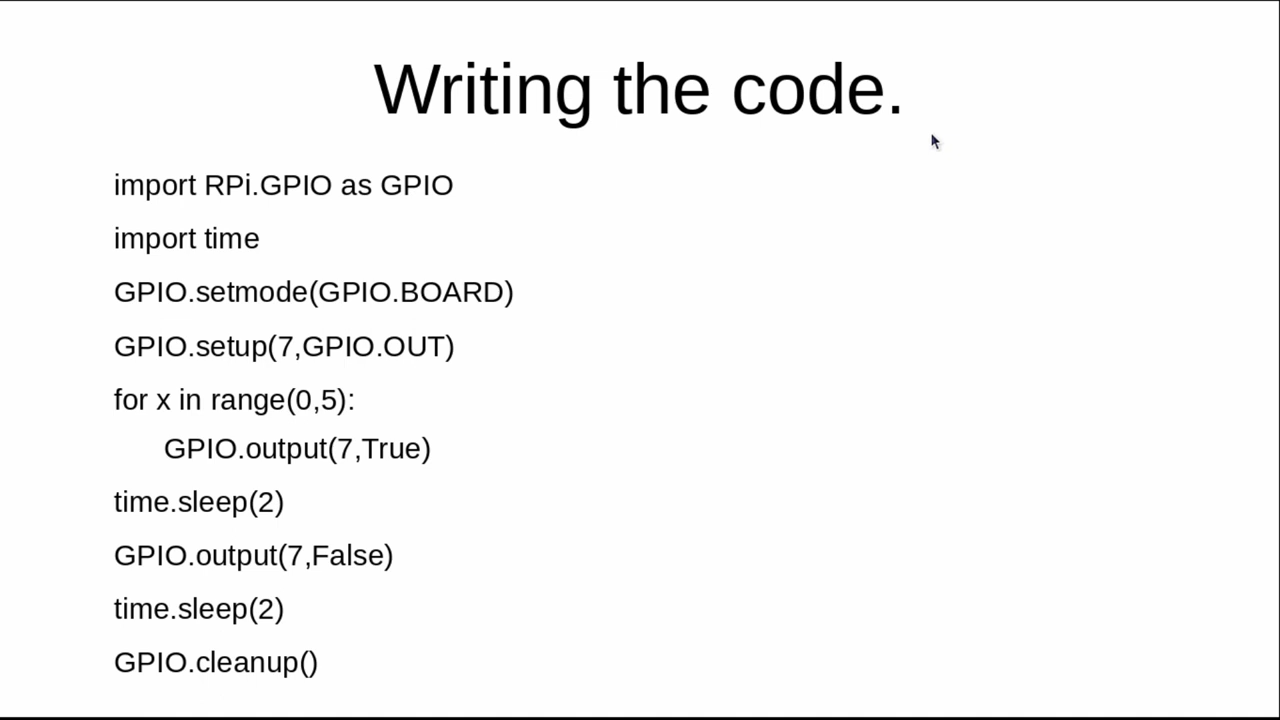 Writing the code.
import RPi.GPIO as GPIO
import time
GPIO.setmode(GPIO.BOARD)
GPIO.setup(7,GPIO.OUT)
for x in range(0,5):
GPIO.output(7,True)
time.sleep(2)
GPIO.output(7,False)
time.sleep(2)
GPIO.cleanup()